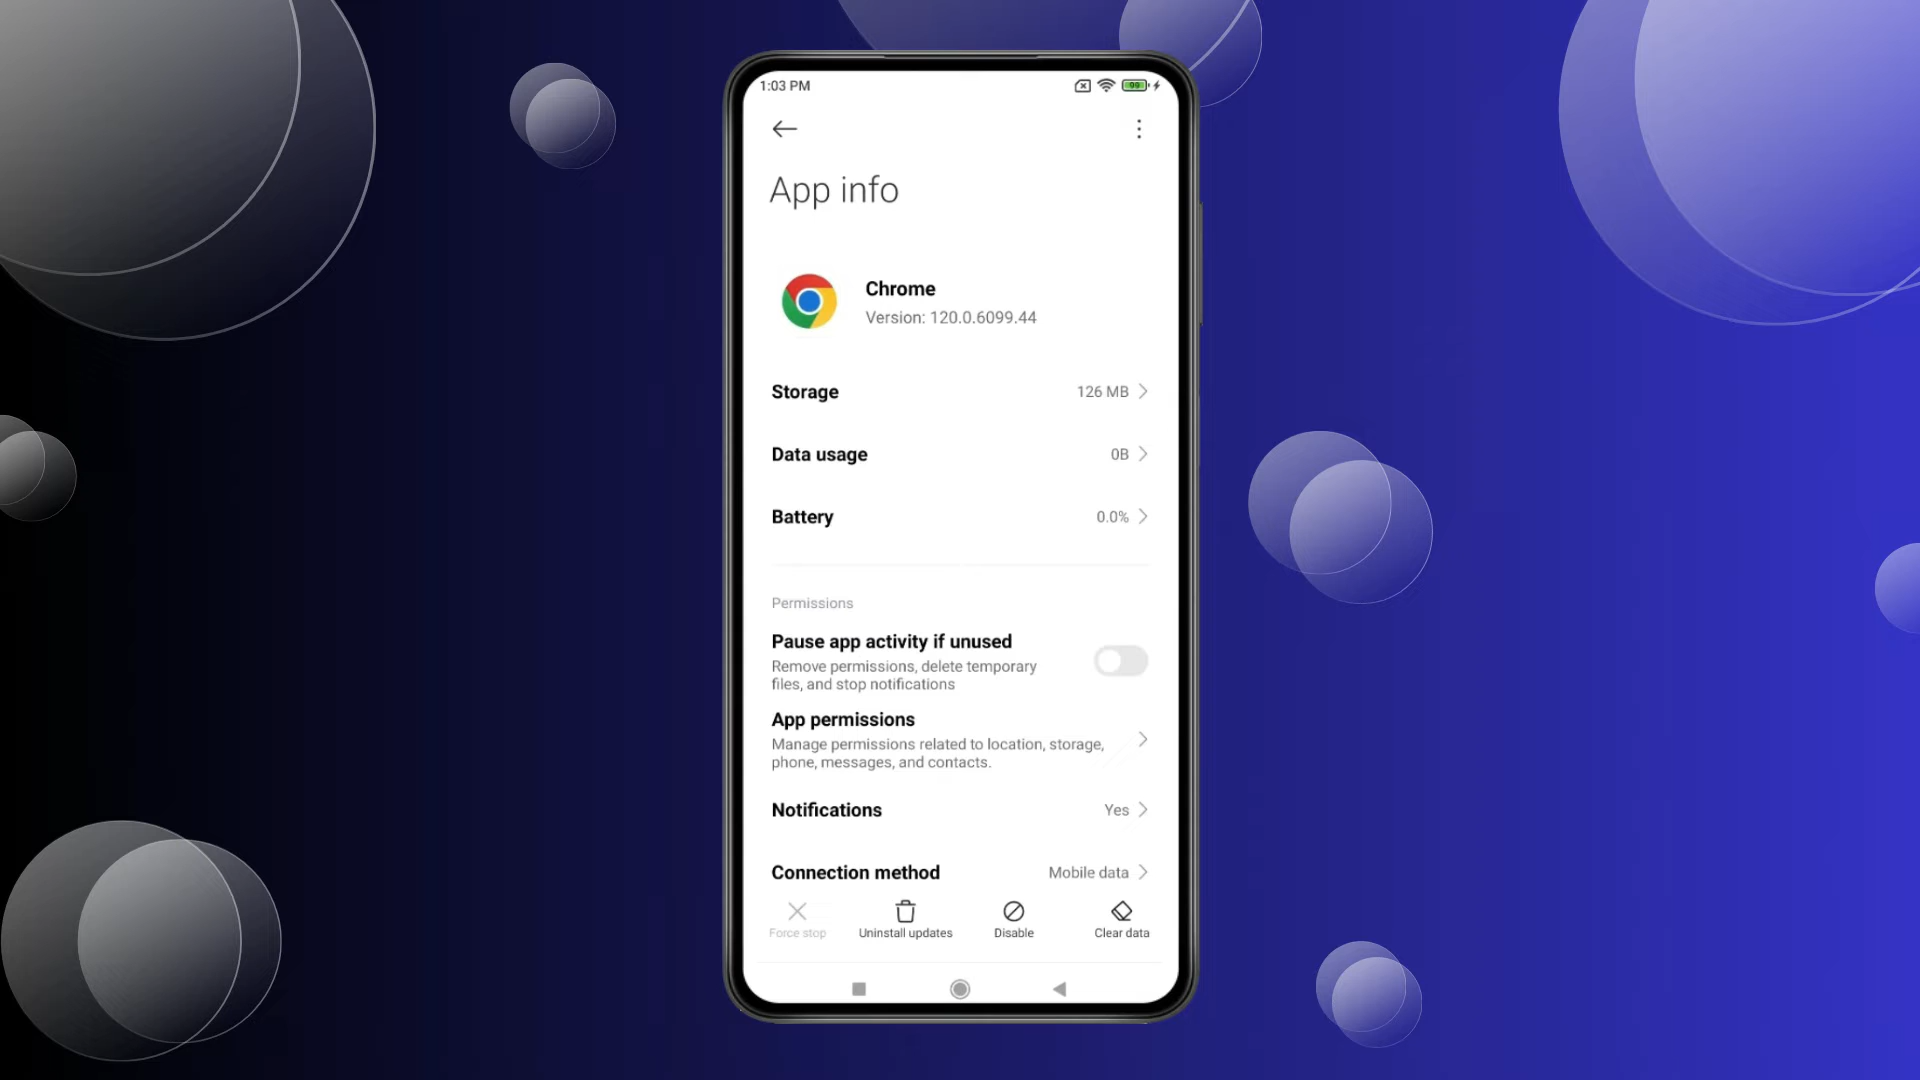 1:03 PM
99
App info
Chrome
Version: 120.0.6099.44
Storage 126 MB
Data usage 0B
Battery 0.0%
Permissions
Pause app activity if unused
Remove permissions, delete temporary
files, and stop notifications
App permissions
Manage permissions related to location, storage,
phone, messages, and contacts.
Notifications Yes
Connection method Mobile data
Force stop Uninstall updates Disable Clear data